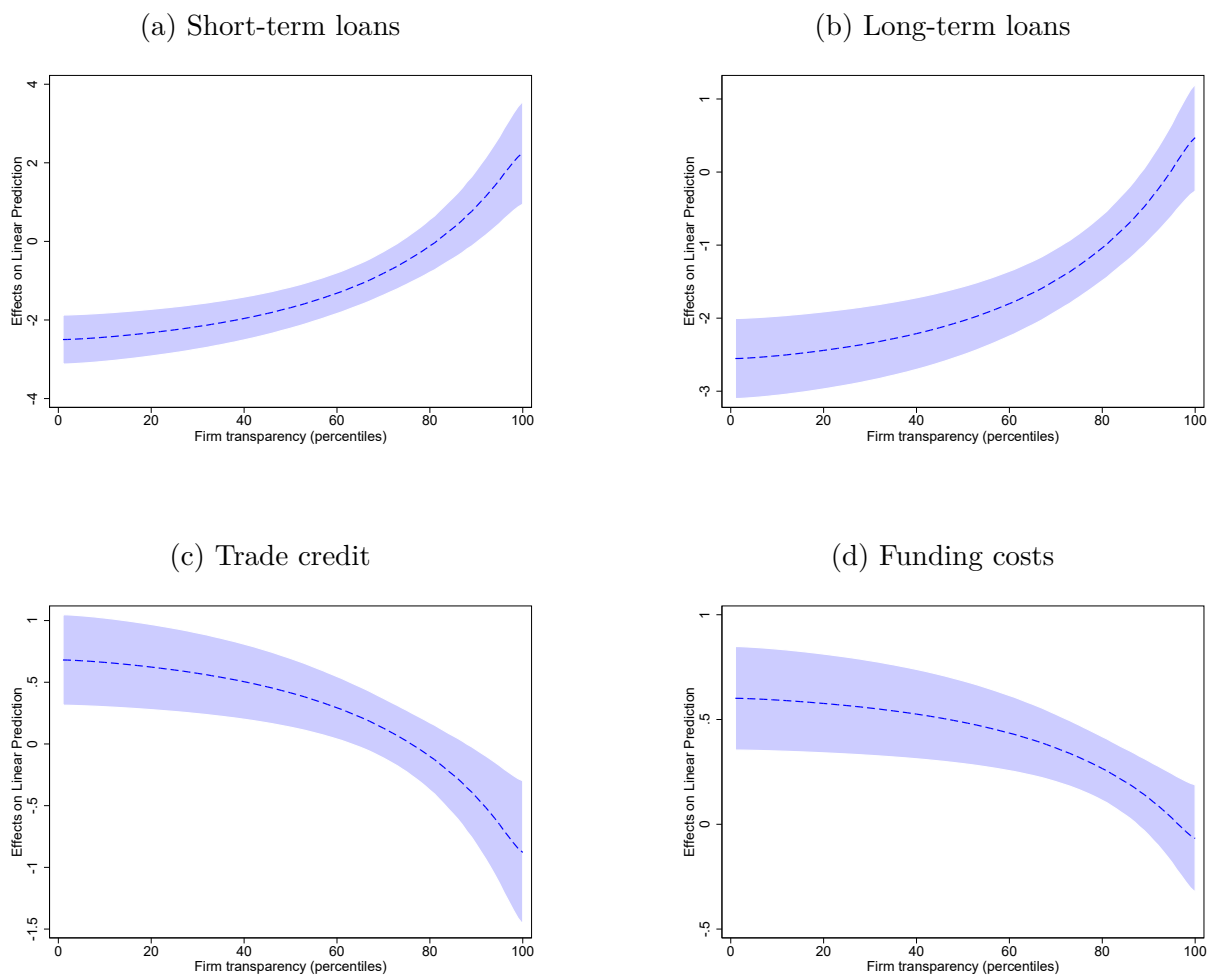 (a) Short-term loans
Effects on Linear Prediction
4
2
0
-2
-4
0 20 40 60 80 100
Firm transparency (percentiles)
(b) Long-term loans
Effects on Linear Prediction
1
0
-1
-2
-3
0 20 40 60 80 100
Firm transparency (percentiles)
(c) Trade credit
Effects on Linear Prediction
1
.5
0
-.5
-1
-1.5
0 20 40 60 80 100
Firm transparency (percentiles)
(d) Funding costs
Effects on Linear Prediction
1
.5
0
-.5
0 20 40 60 80 100
Firm transparency (percentiles)